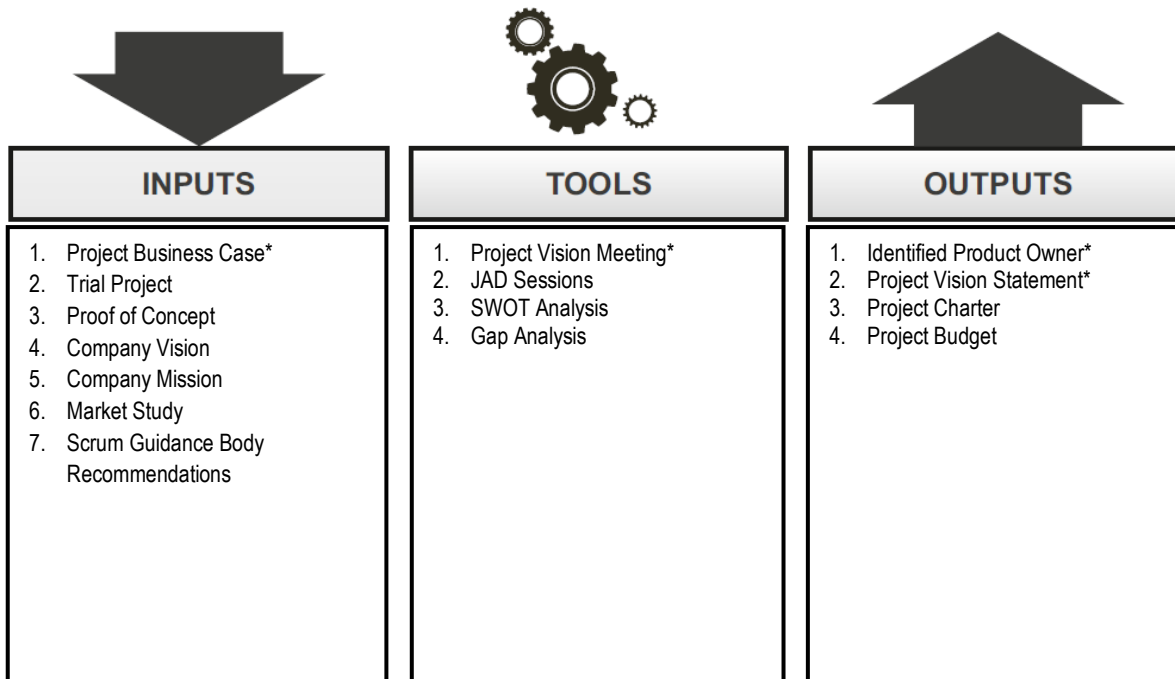 INPUTS
1. Project Business Case*
2. Trial Project
3. Proof of Concept
4. Company Vision
5. Company Mission
6. Market Study
7. Scrum Guidance Body
Recommendations
TOOLS
1. Project Vision Meeting*
2. JAD Sessions
3. SWOT Analysis
4. Gap Analysis
OUTPUTS
1. Identified Product Owner*
2. Project Vision Statement*
3. Project Charter
4. Project Budget